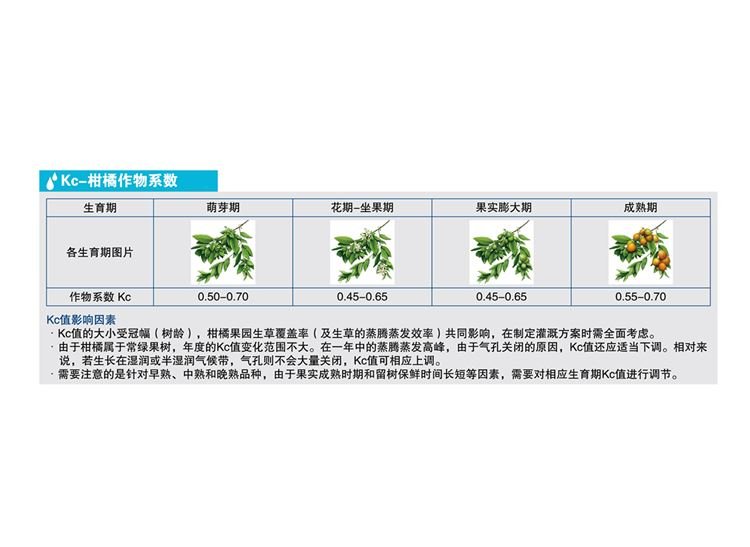 Kc-柑橘作物系数
生育期 萌芽期 花期-坐果期 果实膨大期 成熟期
各生育期图片
作物系数 Kc 0.50-0.70 0.45-0.65 0.45-0.65 0.55-0.70
Kc值影响因素
· Kc值的大小受冠幅（树龄），柑橘果园生草覆盖率（及生草的蒸腾蒸发效率）共同影响，在制定灌溉方案时需全面考虑。
· 由于柑橘属于常绿果树，年度的Kc值变化范围不大。在一年中的蒸腾蒸发高峰，由于气孔关闭的原因，Kc值还应适当下调。相对来
说，若生长在湿润或半湿润气候带，气孔则不会大量关闭，Kc值可相应上调。
· 需要注意的是针对早熟、中熟和晚熟品种，由于果实成熟时期和留树保鲜时间长短等因素，需要对相应生育期Kc值进行调节。